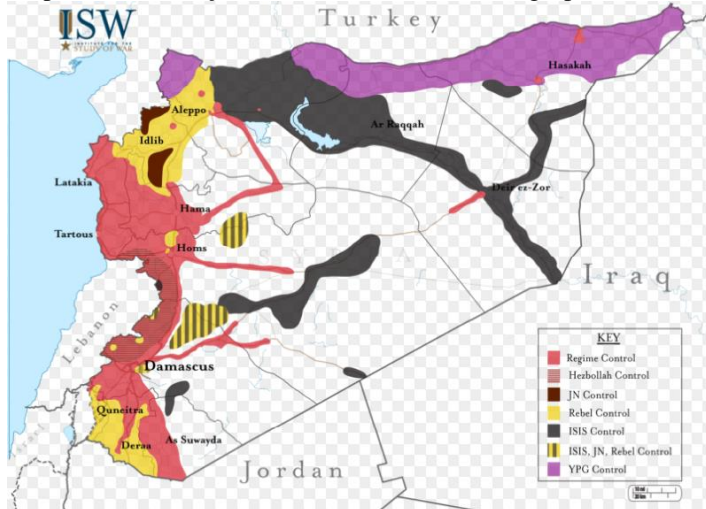 ISW
INSTITUTE FOR THE
STUDY OF WAR
Turkey
Hasakah
Aleppo
Idlib
Ar Raqqah
Latakia
Deir ez-Zor
Hama
Tartous
Homs
Iraq
Lebanon
Damascus
Quneitra
Deraa
As Suwayda
Jordan
KEY
Regime Control
Hezbollah Control
JN Control
Rebel Control
ISIS Control
ISIS, JN, Rebel Control
YPG Control